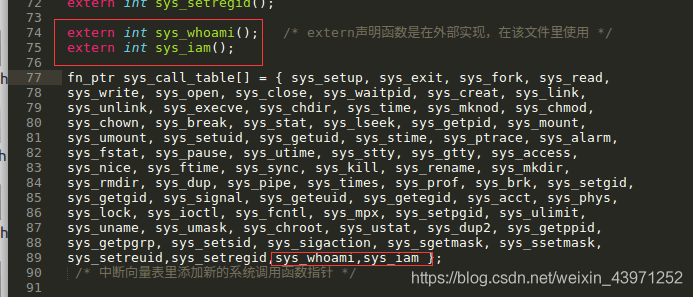 72 extern int sys_setregid();
73
74 extern int sys_whoami(); /* extern声明函数是在外部实现，在该文件里使用 */
75 extern int sys_iam();
76
77 fn_ptr sys_call_table[] = { sys_setup, sys_exit, sys_fork, sys_read,
78 sys_write, sys_open, sys_close, sys_waitpid, sys_creat, sys_link,
79 sys_unlink, sys_execve, sys_chdir, sys_time, sys_mknod, sys_chmod,
80 sys_chown, sys_break, sys_stat, sys_lseek, sys_getpid, sys_mount,
81 sys_umount, sys_setuid, sys_getuid, sys_stime, sys_ptrace, sys_alarm,
82 sys_fstat, sys_pause, sys_utime, sys_stty, sys_gtty, sys_access,
83 sys_nice, sys_ftime, sys_sync, sys_kill, sys_rename, sys_mkdir,
84 sys_rmdir, sys_dup, sys_pipe, sys_times, sys_prof, sys_brk, sys_setgid,
85 sys_getgid, sys_signal, sys_geteuid, sys_getegid, sys_acct, sys_phys,
86 sys_lock, sys_ioctl, sys_fcntl, sys_mpx, sys_setpgid, sys_ulimit,
87 sys_uname, sys_umask, sys_chroot, sys_ustat, sys_dup2, sys_getppid,
88 sys_getpgrp, sys_setsid, sys_sigaction, sys_sgetmask, sys_ssetmask,
89 sys_setreuid,sys_setregid,sys_whoami,sys_iam };
90 /* 中断向量表里添加新的系统调用函数指针 */
91
https://blog.csdn.net/weixin_43971252